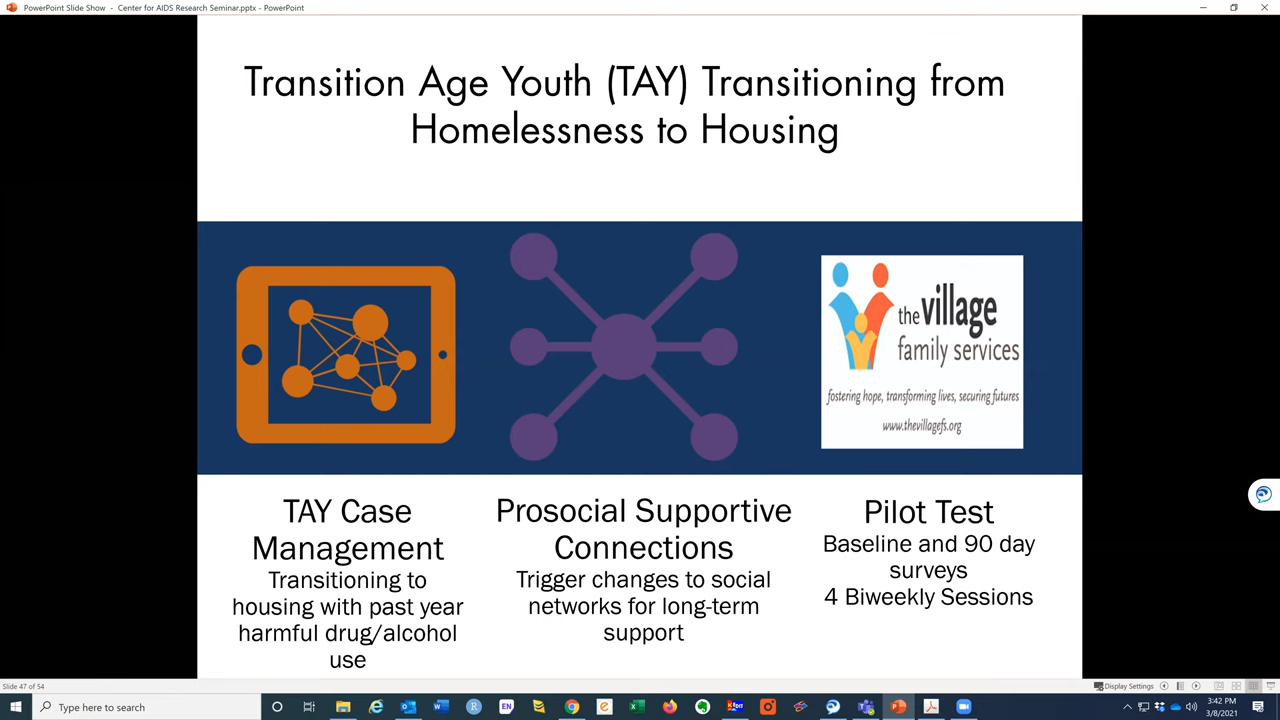 PowerPoint Slide Show - Center for AIDS Research Seminar.pptx - PowerPoint
Transition Age Youth (TAY) Transitioning from
Homelessness to Housing
the village
family services
fostering hope, transforming lives, securing futures
www.thevillagefs.org
TAY Case
Management
Transitioning to
housing with past year
harmful drug/alcohol
use
Prosocial Supportive
Connections
Trigger changes to social
networks for long-term
support
Pilot Test
Baseline and 90 day
surveys
4 Biweekly Sessions
Slide 47 of 54
Display Settings
Type here to search
EN
3:42 PM
3/8/2021